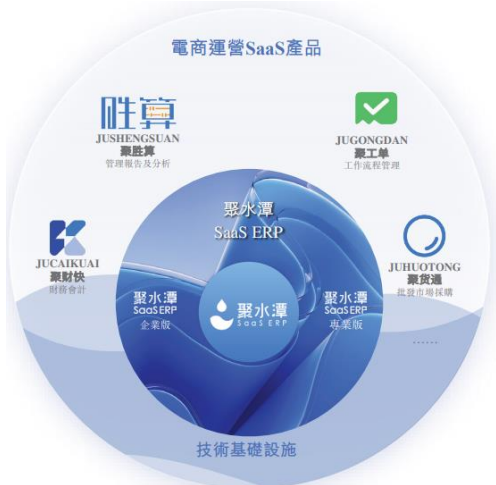 電商運營SaaS產品
胜算
JUSHENGSUAN
聚胜算
管理報告及分析
JUGONGDAN
聚工单
工作流程管理
聚水潭
SaaS ERP
JUCAIKUAI
聚财快
財務會計
JUHUOTONG
聚货通
批發市場採購
聚水潭
SaaS ERP
企業版
聚水潭
SaaS ERP
聚水潭
SaaS ERP
專業版
......
技術基礎設施